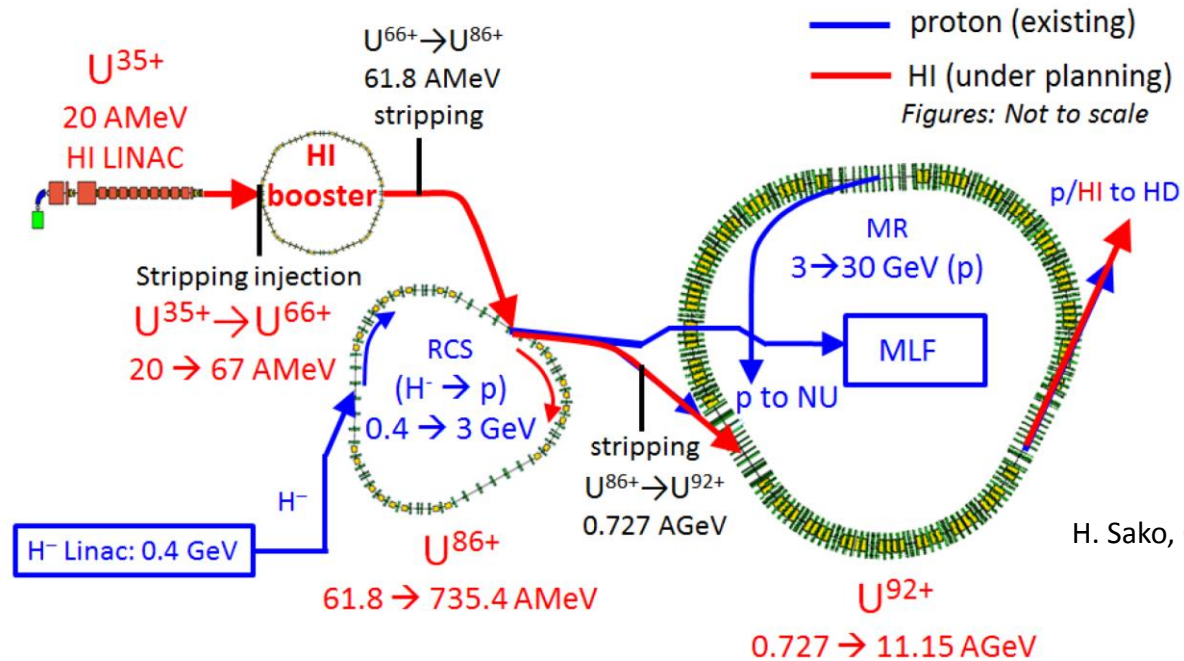 proton (existing)
HI (under planning)
Figures: Not to scale
U³⁵⁺
20 AMeV
HI LINAC
HI
booster
U⁶⁶⁺→U⁸⁶⁺
61.8 AMeV
stripping
Stripping injection
U³⁵⁺→U⁶⁶⁺
20 → 67 AMeV
RCS
(H⁻ → p)
0.4 → 3 GeV
H⁻
H⁻ Linac: 0.4 GeV
U⁸⁶⁺
61.8 → 735.4 AMeV
stripping
U⁸⁶⁺→U⁹²⁺
0.727 AGeV
MR
3→30 GeV (p)
MLF
p to NU
p/HI to HD
H. Sako,
U⁹²⁺
0.727 → 11.15 AGeV